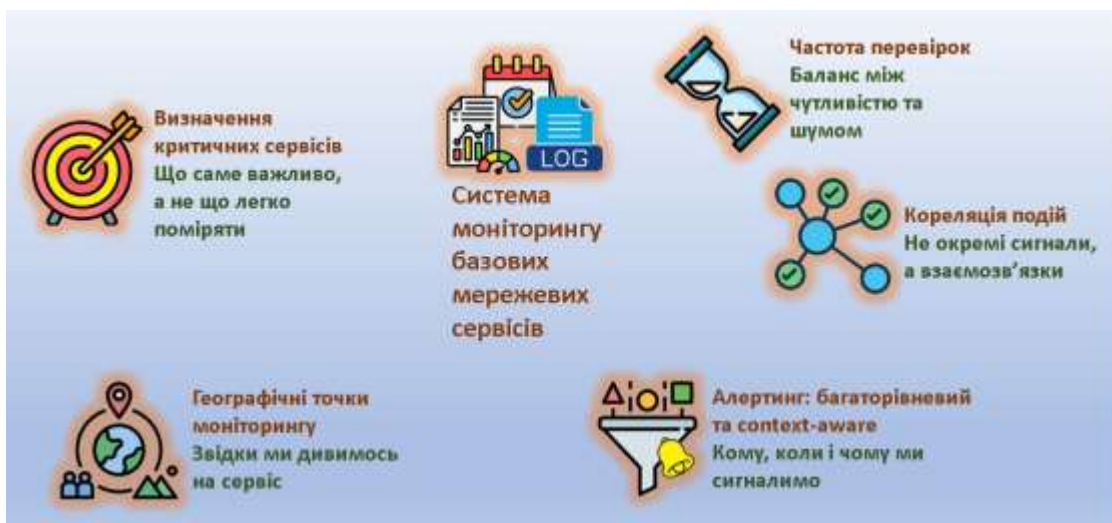 Визначення
критичних сервісів
Що саме важливо,
а не що легко
поміряти
LOG
Система
моніторингу
базових
мережевих
сервісів
Частота перевірок
Баланс між
чутливістю та
шумом
Кореляція подій
Не окремі сигнали,
а взаємозв’язки
Географічні точки
моніторингу
Звідки ми дивимось
на сервіс
Алертинг: багаторівневий
та context-aware
Кому, коли і чому ми
сигналимо